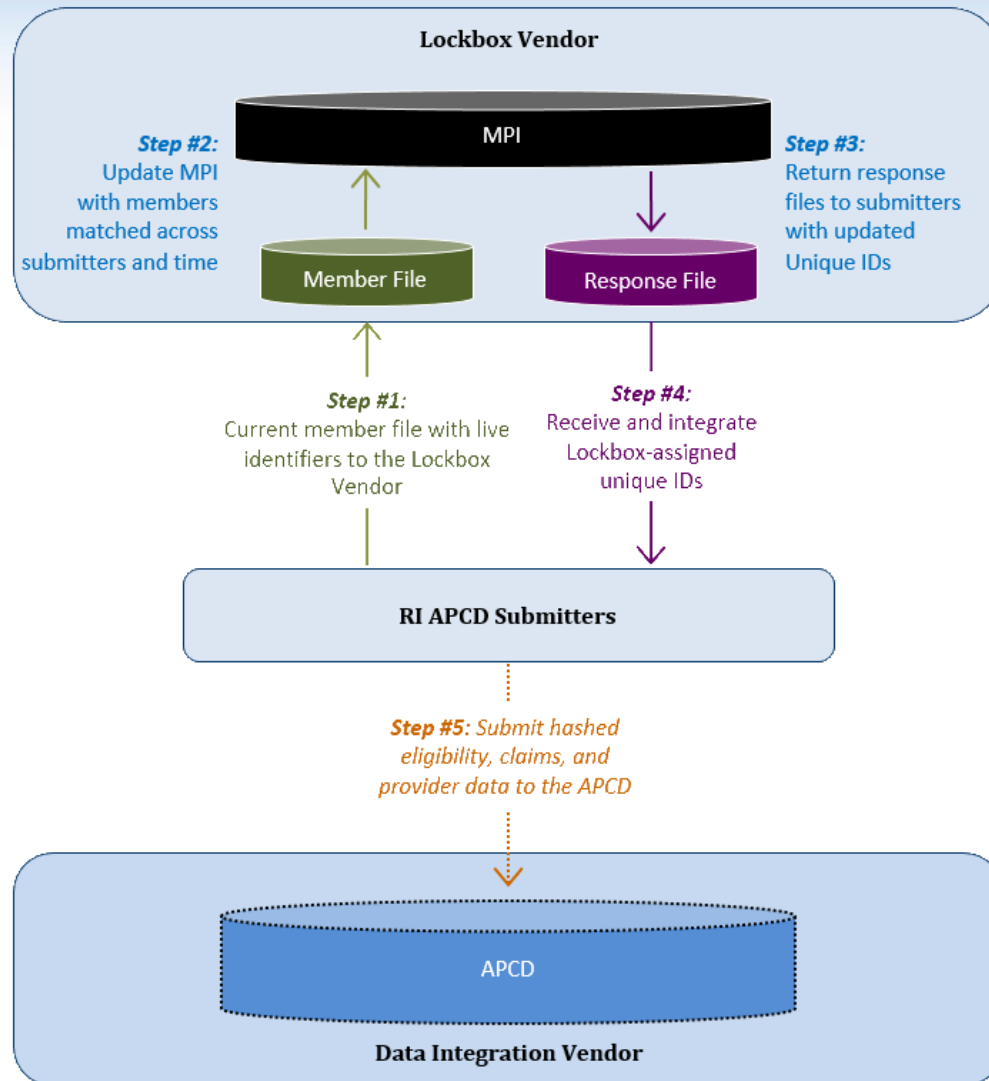 Lockbox Vendor
MPI
Step #2:
Update MPI
with members
matched across
submitters and time
Step #3:
Return response
files to submitters
with updated
Unique IDs
Member File
Response File
Step #1:
Current member file with live
identifiers to the Lockbox
Vendor
Step #4:
Receive and integrate
Lockbox-assigned
unique IDs
RI APCD Submitters
Step #5: Submit hashed
eligibility, claims, and
provider data to the APCD
APCD
Data Integration Vendor